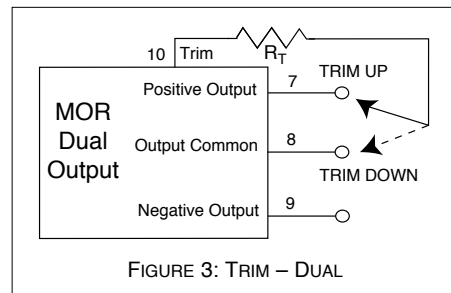 10 Trim
R_T
Positive Output 7 TRIM UP
MOR
Dual
Output
Output Common 8
TRIM DOWN
Negative Output 9
FIGURE 3: TRIM – DUAL